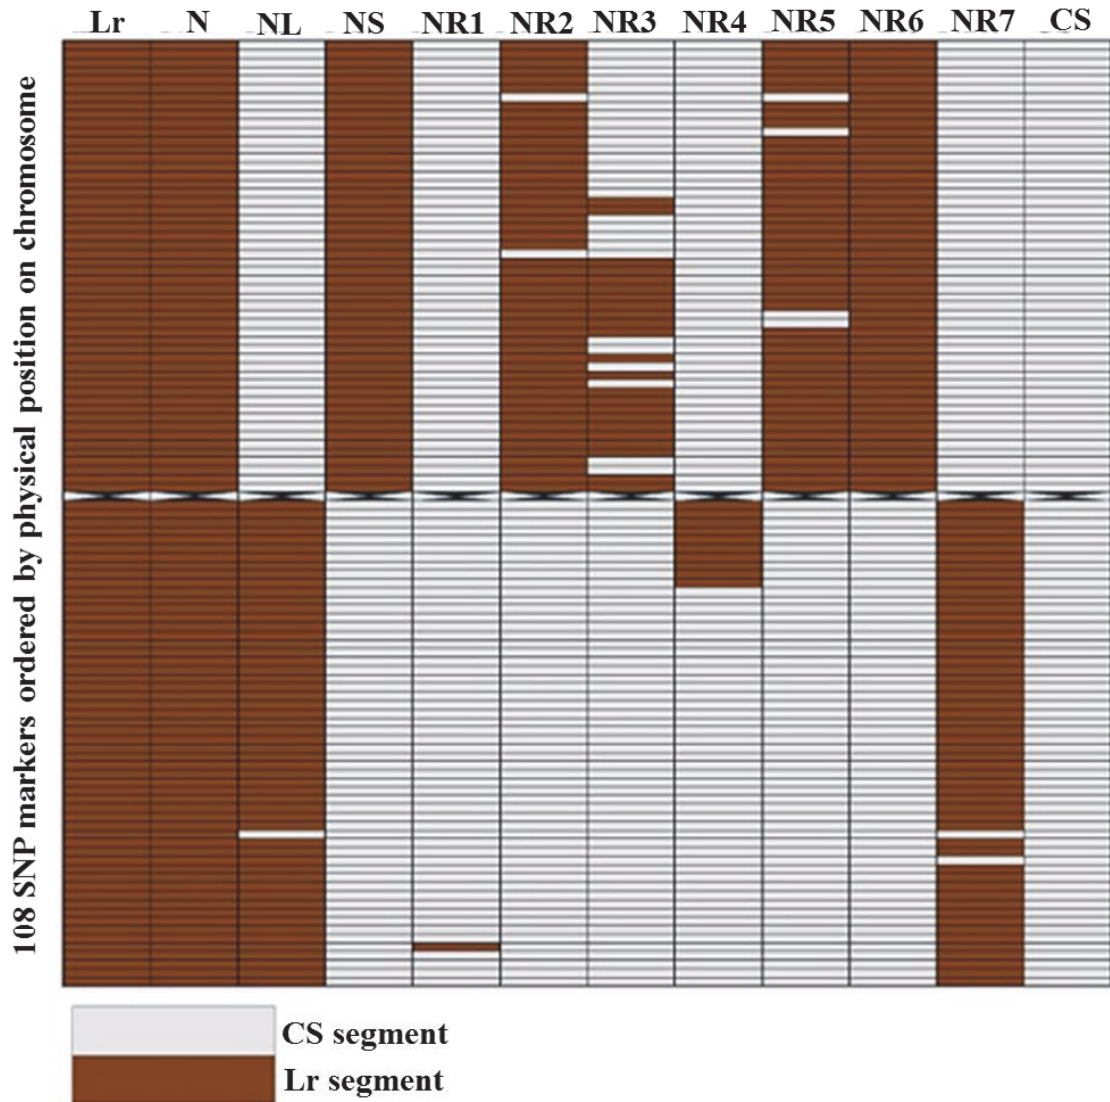 Lr N NL NS NR1 NR2 NR3 NR4 NR5 NR6 NR7 CS
108 SNP markers ordered by physical position on chromosome
CS segment
Lr segment